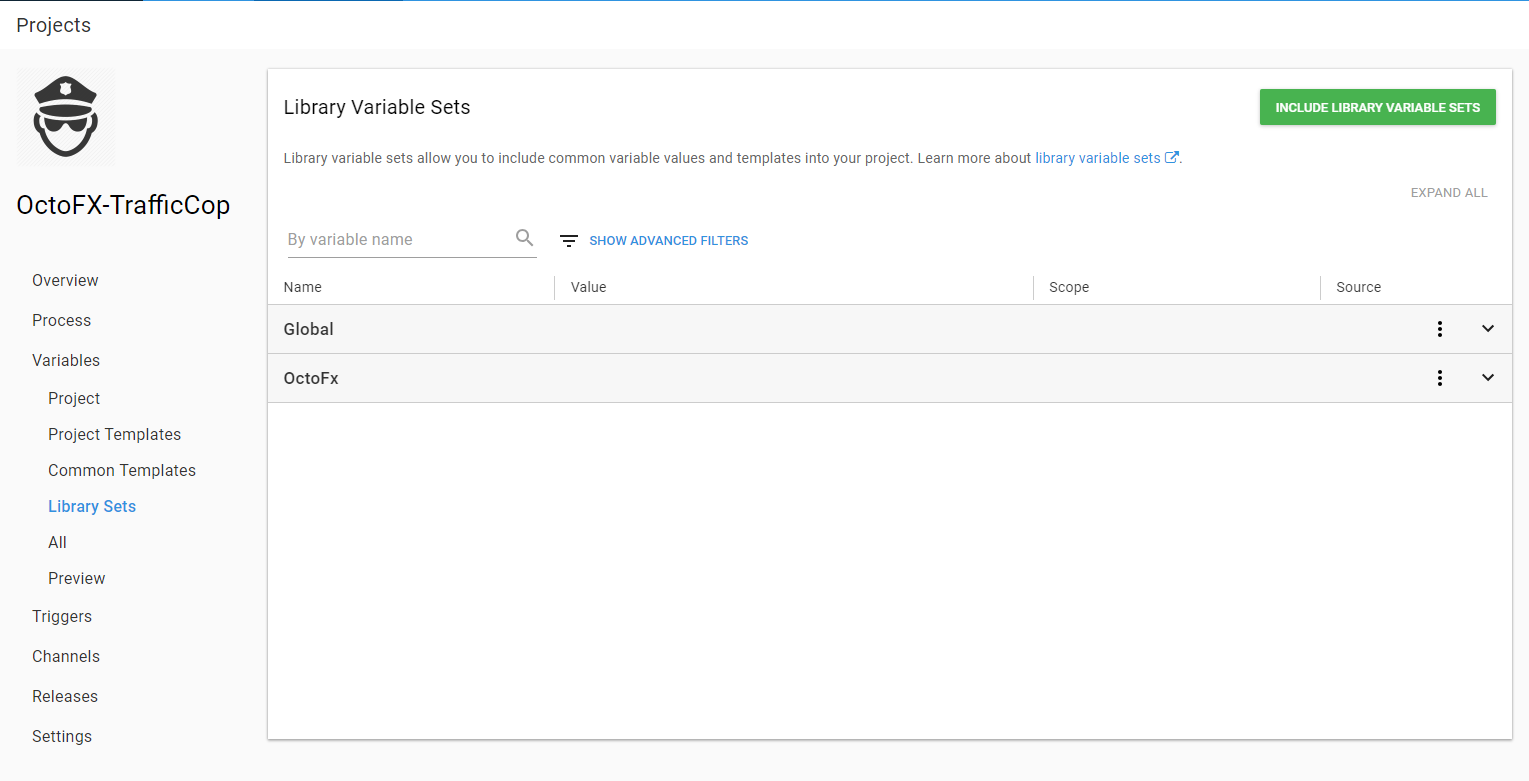 Projects
OctoFX-TrafficCop
Overview
Process
Variables
Project
Project Templates
Common Templates
Library Sets
All
Preview
Triggers
Channels
Releases
Settings
Library Variable Sets
INCLUDE LIBRARY VARIABLE SETS
Library variable sets allow you to include common variable values and templates into your project. Learn more about library variable sets.
EXPAND ALL
By variable name
SHOW ADVANCED FILTERS
Name Value Scope Source
Global
OctoFx